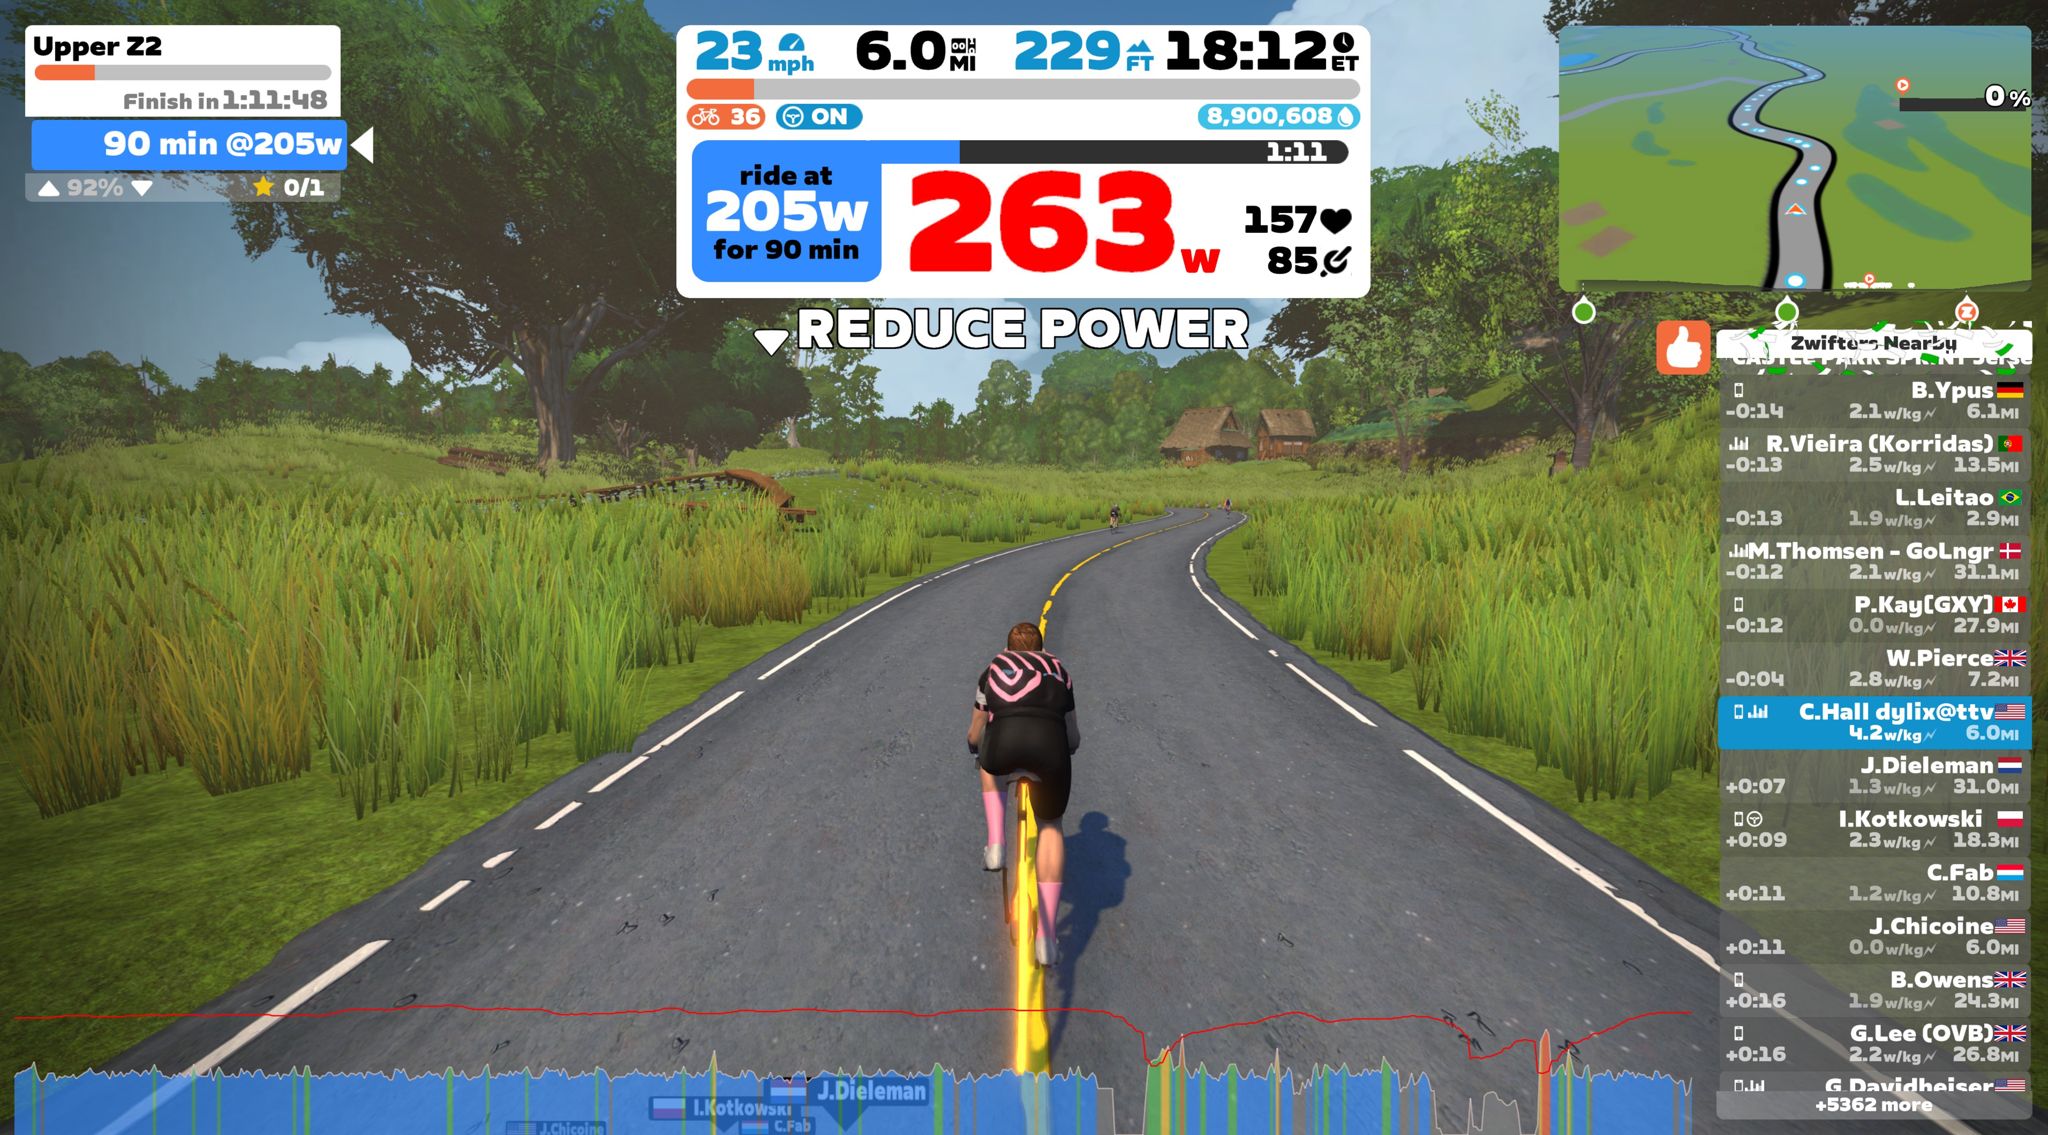 Upper Z2
Finish in 1:11:48
90 min @205w
92%
0/1
23 mph 6.0 MI 229 FT 18:12 ET
36 ON 8,900,608
1:11
ride at
205w
for 90 min
263 w
157
85
REDUCE POWER
0 %
Z
Zwifters Nearby
CASTLE PARK SPRINT
B.Ypus
-0:14 2.1 w/kg 6.1 MI
R.Vieira (Korridas)
-0:13 2.5 w/kg 13.5 MI
L.Leitao
-0:13 1.9 w/kg 2.9 MI
M.Thomsen - GoLngr
-0:12 2.1 w/kg 31.1 MI
P.Kay[GXY]
-0:12 0.0 w/kg 27.9 MI
W.Pierce
-0:04 2.8 w/kg 7.2 MI
C.Hall dylix@ttv
4.2 w/kg 6.0 MI
J.Dieleman
+0:07 1.3 w/kg 31.0 MI
I.Kotkowski
+0:09 2.3 w/kg 18.3 MI
C.Fab
+0:11 1.2 w/kg 10.8 MI
J.Chicoine
+0:11 0.0 w/kg 6.0 MI
B.Owens
+0:16 1.9 w/kg 24.3 MI
G.Lee (OVB)
+0:16 2.2 w/kg 26.8 MI
G.Davidheiser
+5362 more
J.Dieleman
I.Kotkowski
C.Fab
J.Chicoine